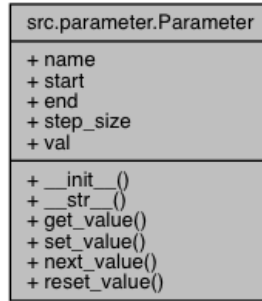 src.parameter.Parameter
+ name
+ start
+ end
+ step_size
+ val
+ __init__()
+ __str__()
+ get_value()
+ set_value()
+ next_value()
+ reset_value()